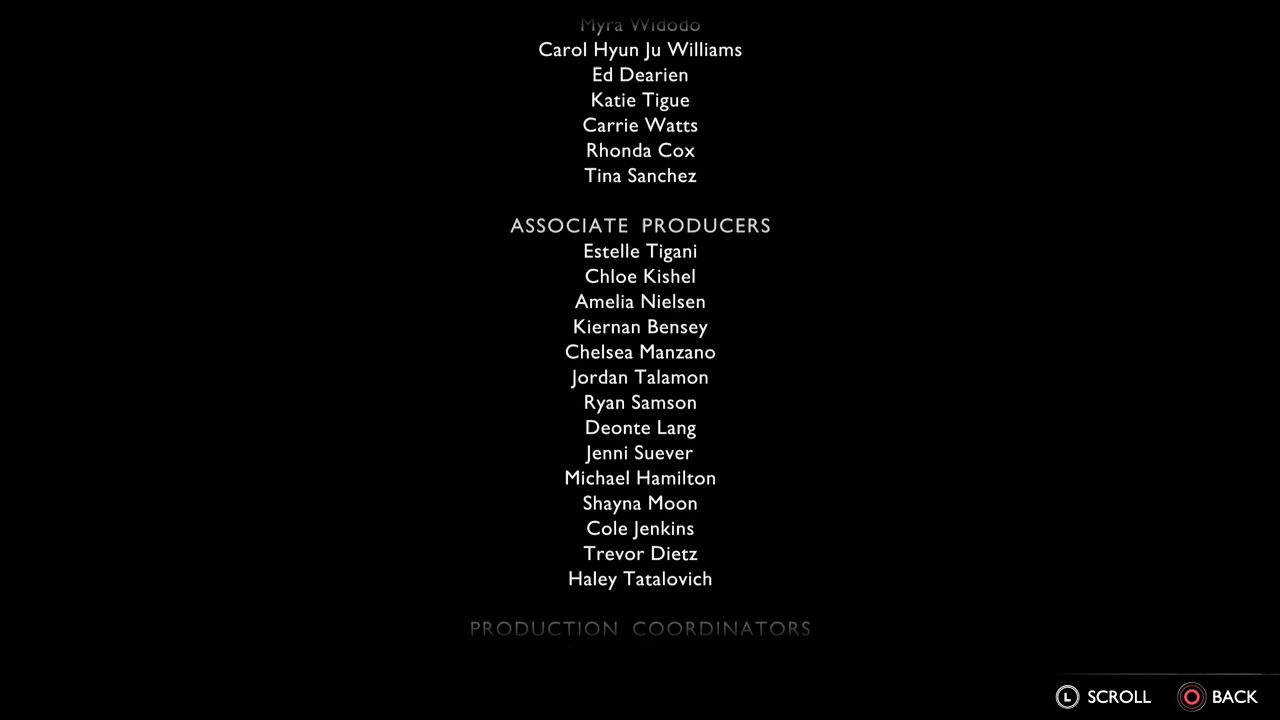 Myra Widodo
Carol Hyun Ju Williams
Ed Dearien
Katie Tigue
Carrie Watts
Rhonda Cox
Tina Sanchez
ASSOCIATE PRODUCERS
Estelle Tigani
Chloe Kishel
Amelia Nielsen
Kiernan Bensey
Chelsea Manzano
Jordan Talamon
Ryan Samson
Deonte Lang
Jenni Suever
Michael Hamilton
Shayna Moon
Cole Jenkins
Trevor Dietz
Haley Tatalovich
PRODUCTION COORDINATORS
L SCROLL BACK